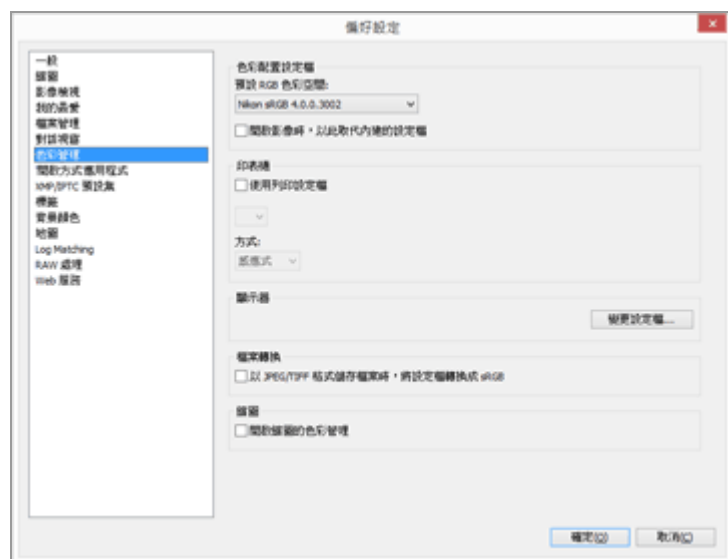 偏好設定
一般
縮圖
影像檢視
我的最愛
檔案管理
對話視窗
色彩管理
開啟方式應用程式
XMP/IPTC 預設集
標籤
背景顏色
地圖
Log Matching
RAW 處理
Web 服務
色彩配置設定檔
預設 RGB 色彩空間:
Nikon sRGB 4.0.0.3002
開啟影像時，以此取代內建的設定檔
印表機
使用列印設定檔
方式:
感應式
顯示器
變更設定檔...
檔案轉換
以 JPEG/TIFF 格式儲存檔案時，將設定檔轉換成 sRGB
縮圖
開啟縮圖的色彩管理
確定(O)
取消(C)